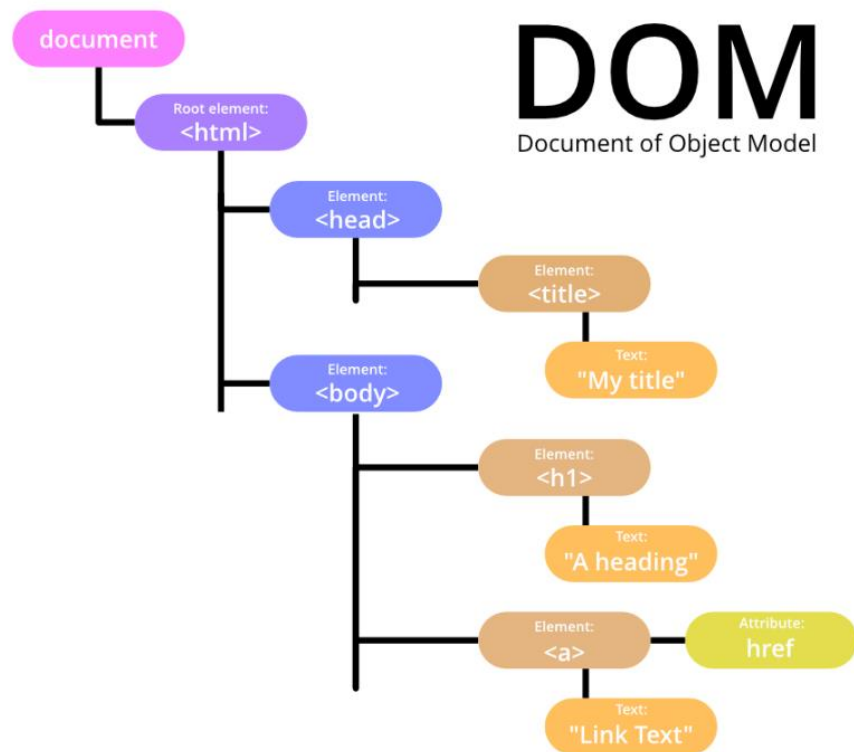 document
DOM
Document of Object Model
Root element:
<html>
Element:
<head>
Element:
<title>
Text:
"My title"
Element:
<body>
Element:
<h1>
Text:
"A heading"
Element:
<a>
Attribute:
href
Text:
"Link Text"